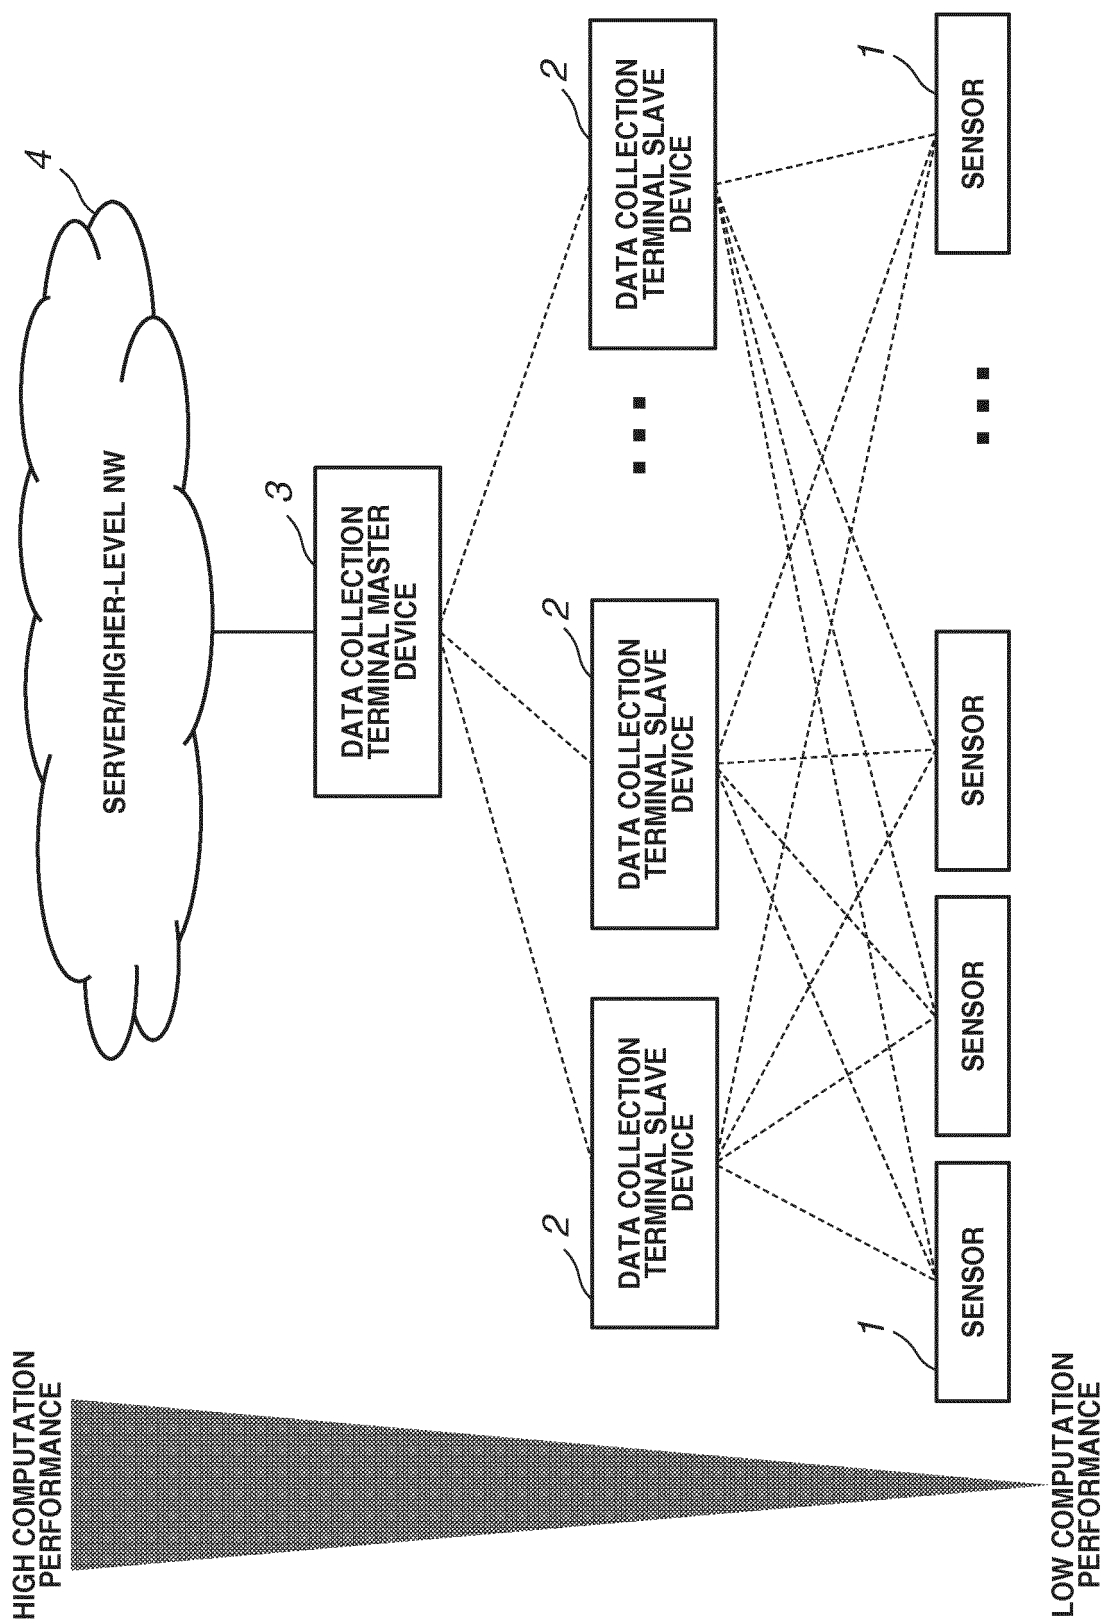 HIGH COMPUTATION
PERFORMANCE
4
SERVER/HIGHER-LEVEL NW
3
DATA COLLECTION
TERMINAL MASTER
DEVICE
2
DATA COLLECTION
TERMINAL SLAVE
DEVICE
2
DATA COLLECTION
TERMINAL SLAVE
DEVICE
2
DATA COLLECTION
TERMINAL SLAVE
DEVICE
1
SENSOR
SENSOR
SENSOR
1
SENSOR
LOW COMPUTATION
PERFORMANCE